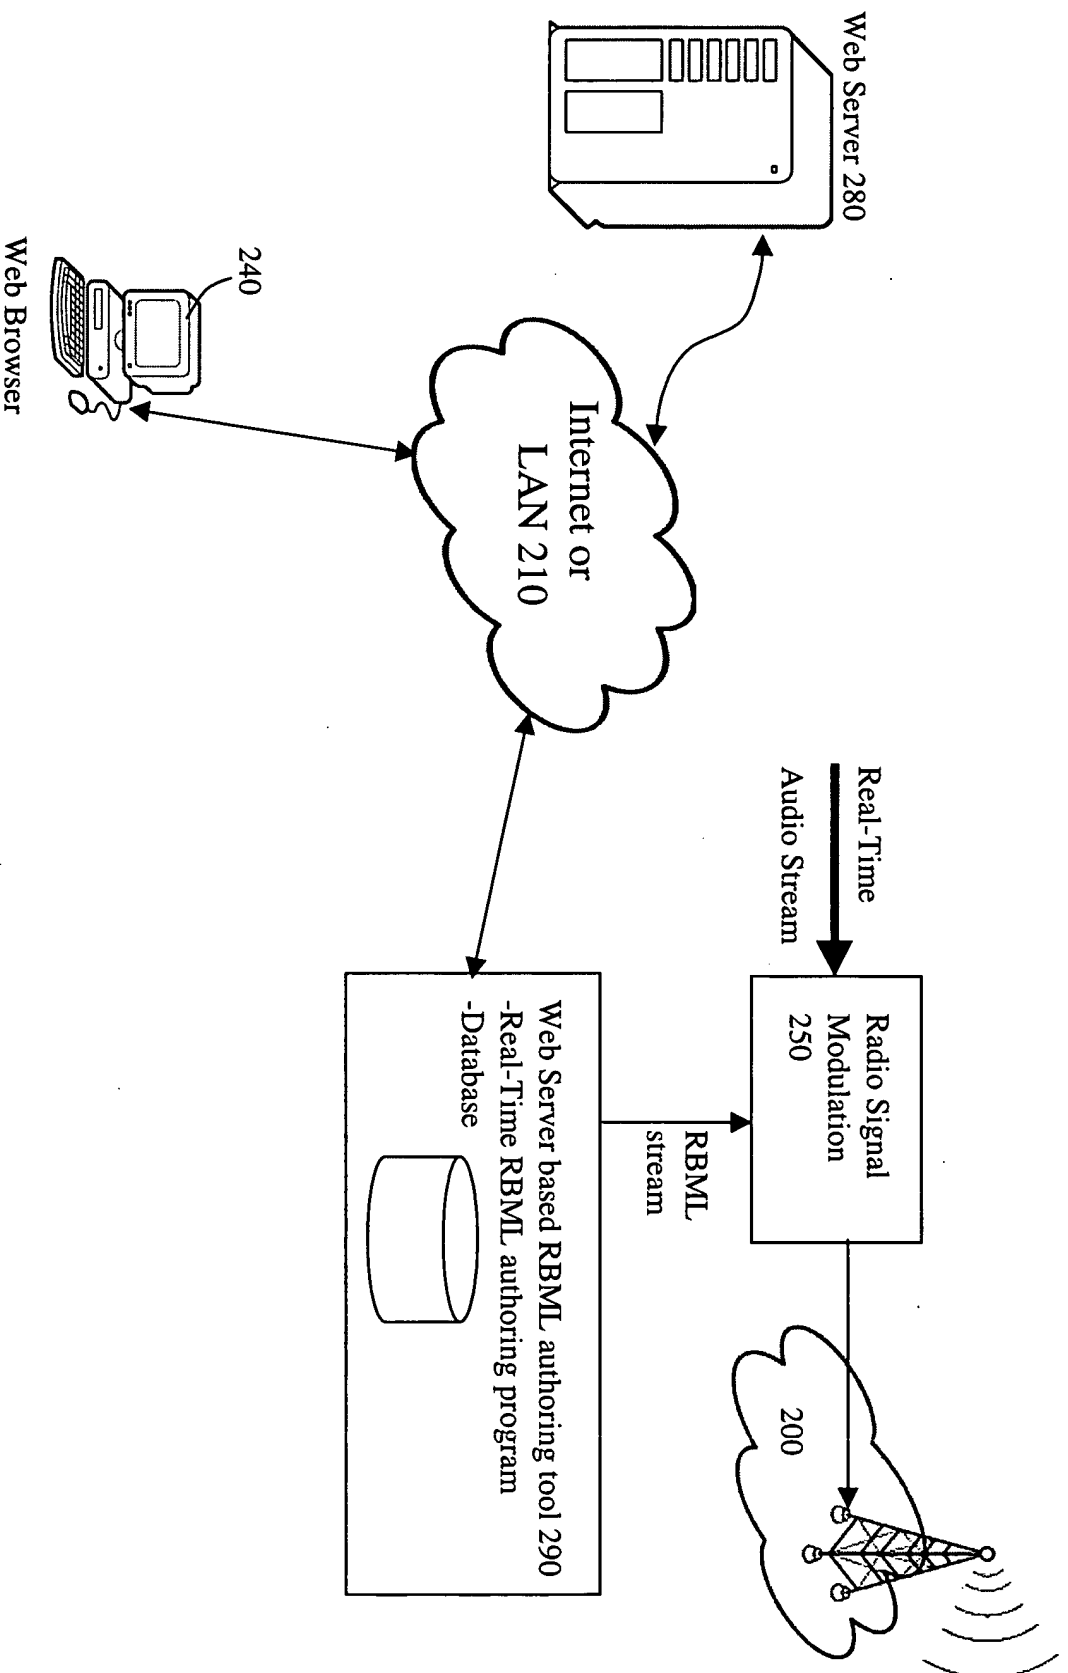 Web Server 280
Real-Time
Audio Stream
Radio Signal
Modulation
250
200
RBML
stream
Internet or
LAN 210
Web Server based RBML authoring tool 290
-Real-Time RBML authoring program
-Database
240
Web Browser